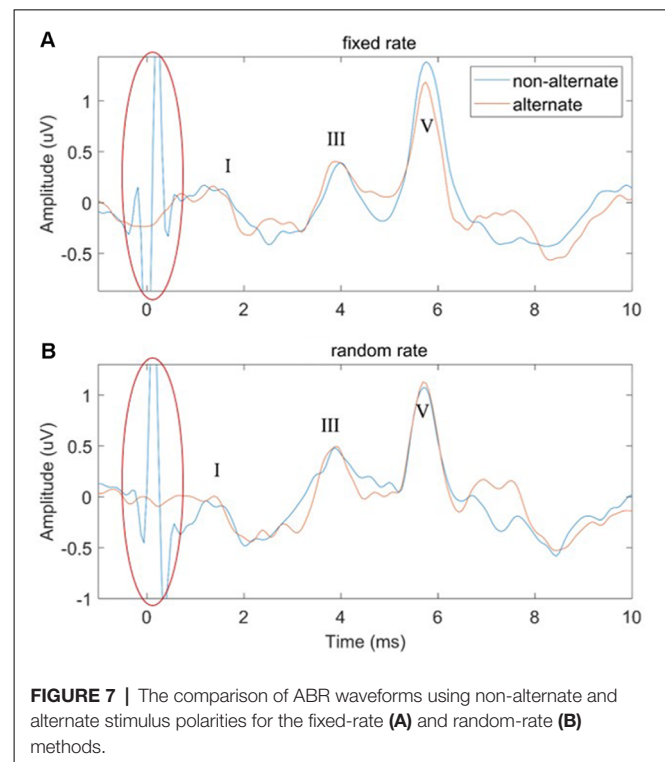 A
fixed rate
non-alternate
alternate
1
0.5
0
-0.5
Amplitude (uV)
I
III
V
0
2
4
6
8
10
B
random rate
1
0.5
0
-0.5
-1
Amplitude (uV)
I
III
V
0
2
4
6
8
10
Time (ms)
FIGURE 7 | The comparison of ABR waveforms using non-alternate and
alternate stimulus polarities for the fixed-rate (A) and random-rate (B)
methods.